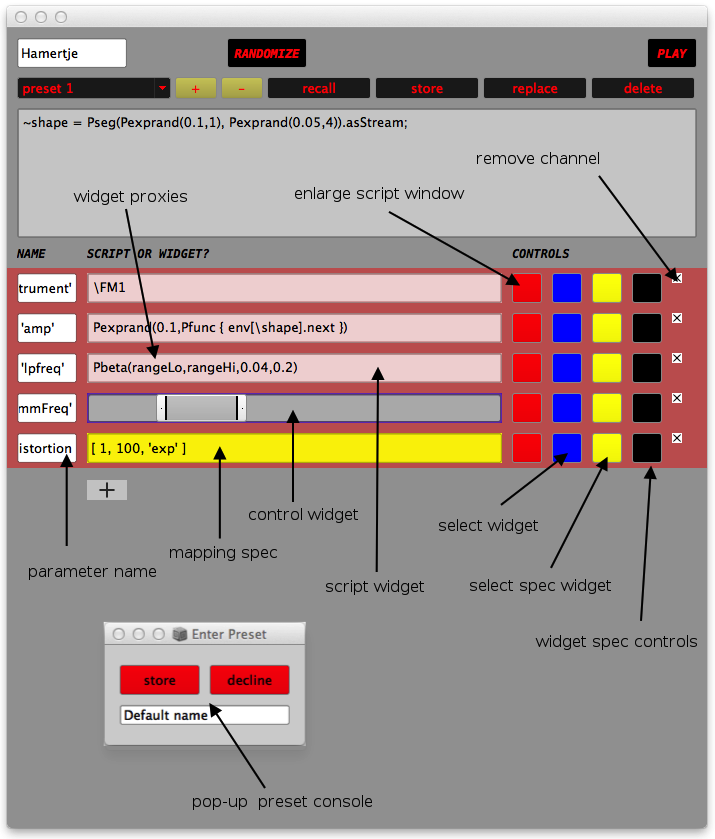 Hamertje RANDOMIZE PLAY
preset 1 + - recall store replace delete
~shape = Pseg(Pexprand(0.1,1), Pexprand(0.05,4)).asStream;
remove channel
widget proxies
enlarge script window
NAME SCRIPT OR WIDGET? CONTROLS
trument' \FM1
'amp' Pexprand(0.1,Pfunc { env[\shape].next })
'lpfreq' Pbeta(rangeLo,rangeHi,0.04,0.2)
mmFreq'
istortion [ 1, 100, 'exp' ]
+
control widget
select widget
mapping spec
parameter name
script widget
select spec widget
widget spec controls
Enter Preset
store decline
Default name
pop-up preset console